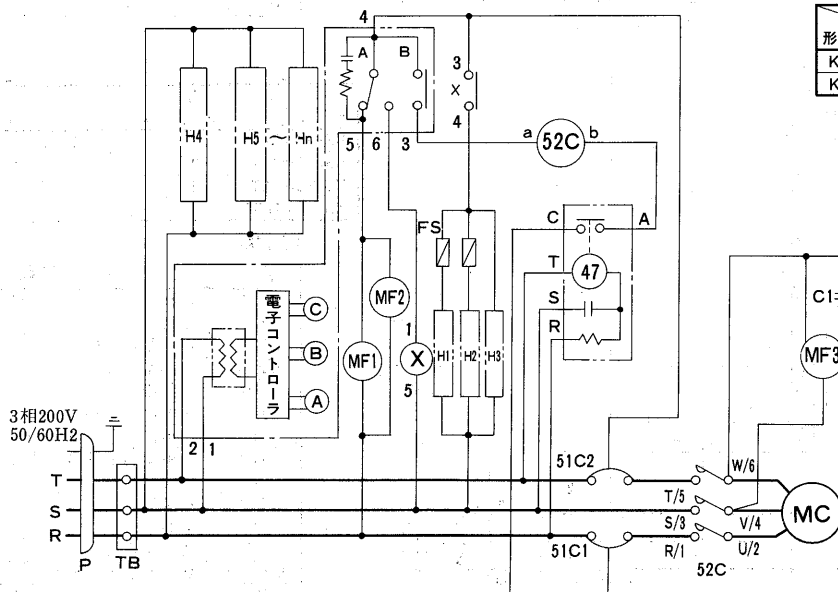 4
形
K
K
A
B
3
X
4
5
6
3
a
52C
b
H4
H5
~
Hn
FS
C
A
T
47
S
R
C1=
MF2
電子コントローラ
C
B
A
MF1
1
X
5
H1
H2
H3
MF3
3相200V
50/60H2
2
1
T
S
R
P
TB
51C2
51C1
T/5
S/3
R/1
W/6
V/4
U/2
52C
MC